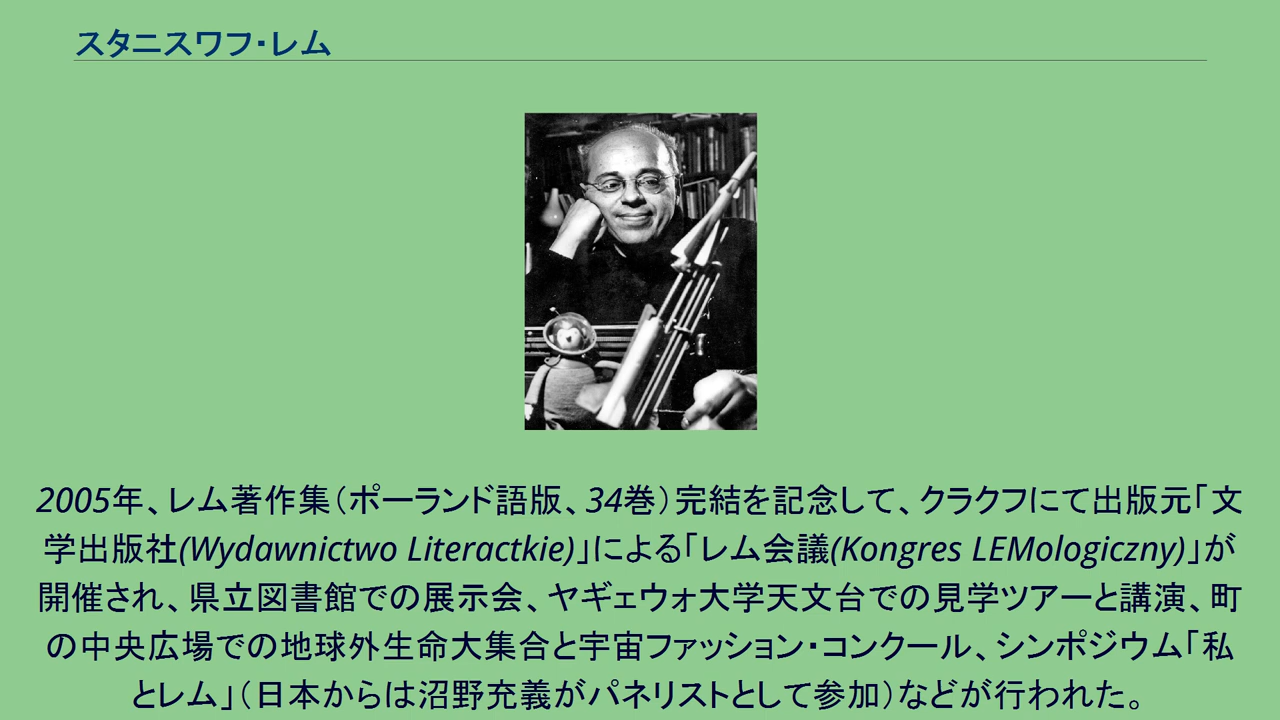 スタニスワフ・レム
2005年、レム著作集（ポーランド語版、34巻）完結を記念して、クラクフにて出版元「文
学出版社(Wydawnictwo Literactkie)」による「レム会議(Kongres LEMologiczny)」が
開催され、県立図書館での展示会、ヤギェウォ大学天文台での見学ツアーと講演、町
の中央広場での地球外生命大集合と宇宙ファッション・コンクール、シンポジウム「私
とレム」（日本からは沼野充義がパネリストとして参加）などが行われた。